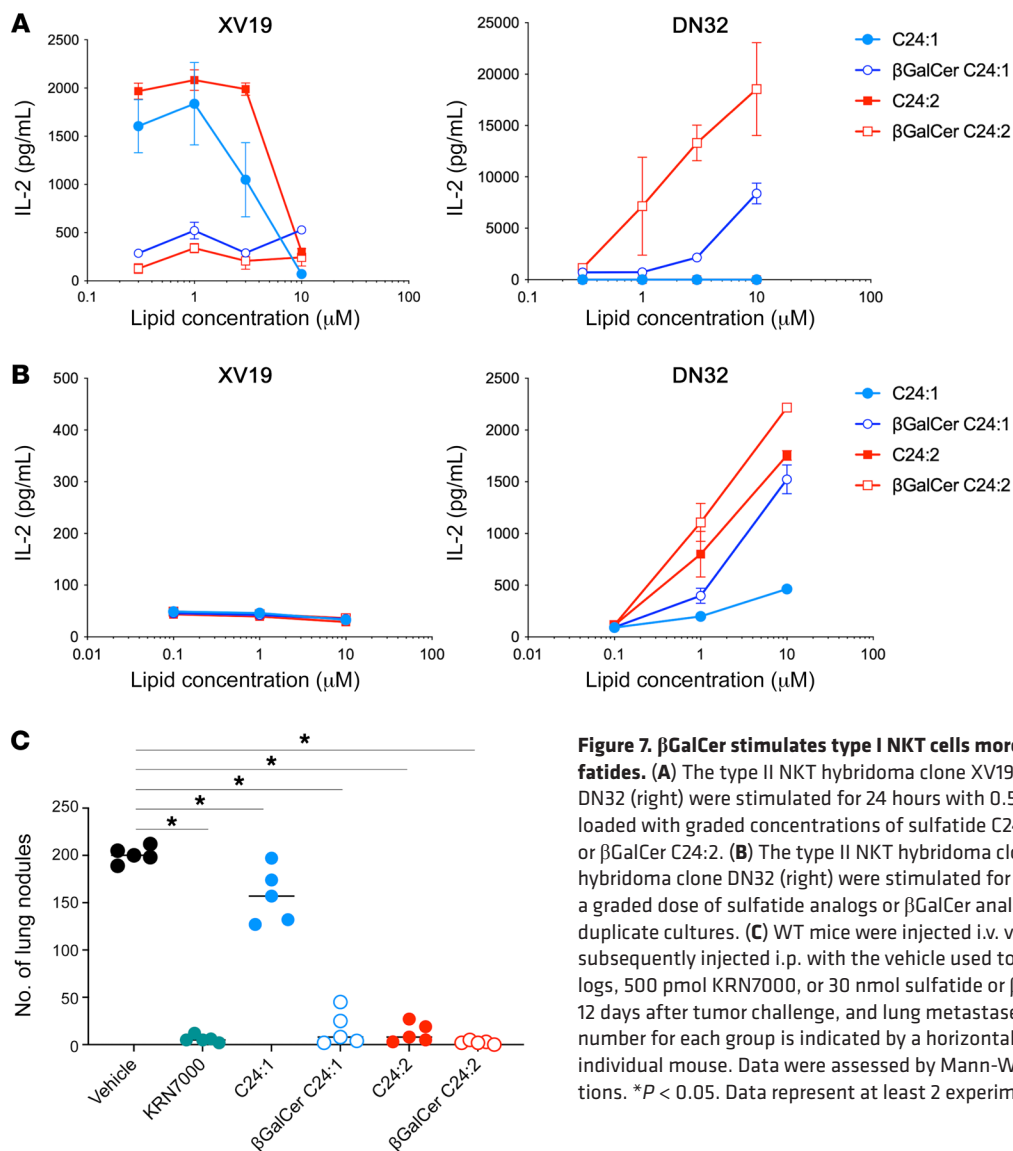 A
XV19
DN32
2500
2000
1500
1000
500
0
IL-2 (pg/mL)
0.1
1
10
100
Lipid concentration (μM)
25000
20000
15000
10000
5000
0
IL-2 (pg/mL)
0.1
1
10
100
Lipid concentration (μM)
C24:1
βGalCer C24:1
C24:2
βGalCer C24:2
B
XV19
DN32
500
400
300
200
100
0
IL-2 (pg/mL)
0.01
0.1
1
10
100
Lipid concentration (μM)
2500
2000
1500
1000
500
0
IL-2 (pg/mL)
0.01
0.1
1
10
100
Lipid concentration (μM)
C24:1
βGalCer C24:1
C24:2
βGalCer C24:2
C
*
*
*
*
*
250
200
150
100
50
0
No. of lung nodules
Vehicle
KRN7000
C24:1
βGalCer C24:1
C24:2
βGalCer C24:2
Figure 7. βGalCer stimulates type I NKT cells more
fatides. (A) The type II NKT hybridoma clone XV19
DN32 (right) were stimulated for 24 hours with 0.5
loaded with graded concentrations of sulfatide C24
or βGalCer C24:2. (B) The type II NKT hybridoma clo
hybridoma clone DN32 (right) were stimulated for
a graded dose of sulfatide analogs or βGalCer anal
duplicate cultures. (C) WT mice were injected i.v. v
subsequently injected i.p. with the vehicle used to
logs, 500 pmol KRN7000, or 30 nmol sulfatide or β
12 days after tumor challenge, and lung metastase
number for each group is indicated by a horizontal
individual mouse. Data were assessed by Mann-W
tions. *P < 0.05. Data represent at least 2 experim